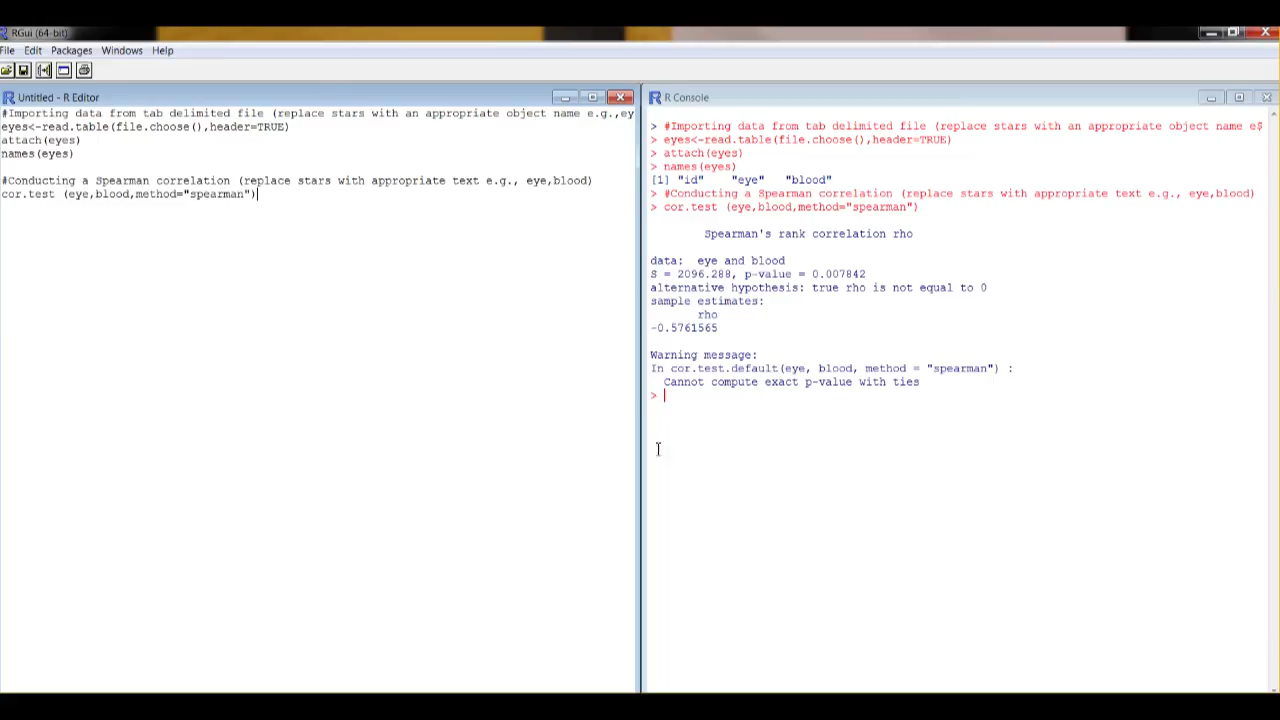 RGui (64-bit)
File Edit Packages Windows Help
Untitled - R Editor
#Importing data from tab delimited file (replace stars with an appropriate object name e.g.,ey
eyes<-read.table(file.choose(),header=TRUE)
attach(eyes)
names(eyes)
#Conducting a Spearman correlation (replace stars with appropriate text e.g., eye,blood)
cor.test (eye,blood,method="spearman")
R Console
> #Importing data from tab delimited file (replace stars with an appropriate object name e$
> eyes<-read.table(file.choose(),header=TRUE)
> attach(eyes)
> names(eyes)
[1] "id" "eye" "blood"
> #Conducting a Spearman correlation (replace stars with appropriate text e.g., eye,blood)
> cor.test (eye,blood,method="spearman")
Spearman's rank correlation rho
data: eye and blood
S = 2096.288, p-value = 0.007842
alternative hypothesis: true rho is not equal to 0
sample estimates:
rho
-0.5761565
Warning message:
In cor.test.default(eye, blood, method = "spearman") :
Cannot compute exact p-value with ties
>